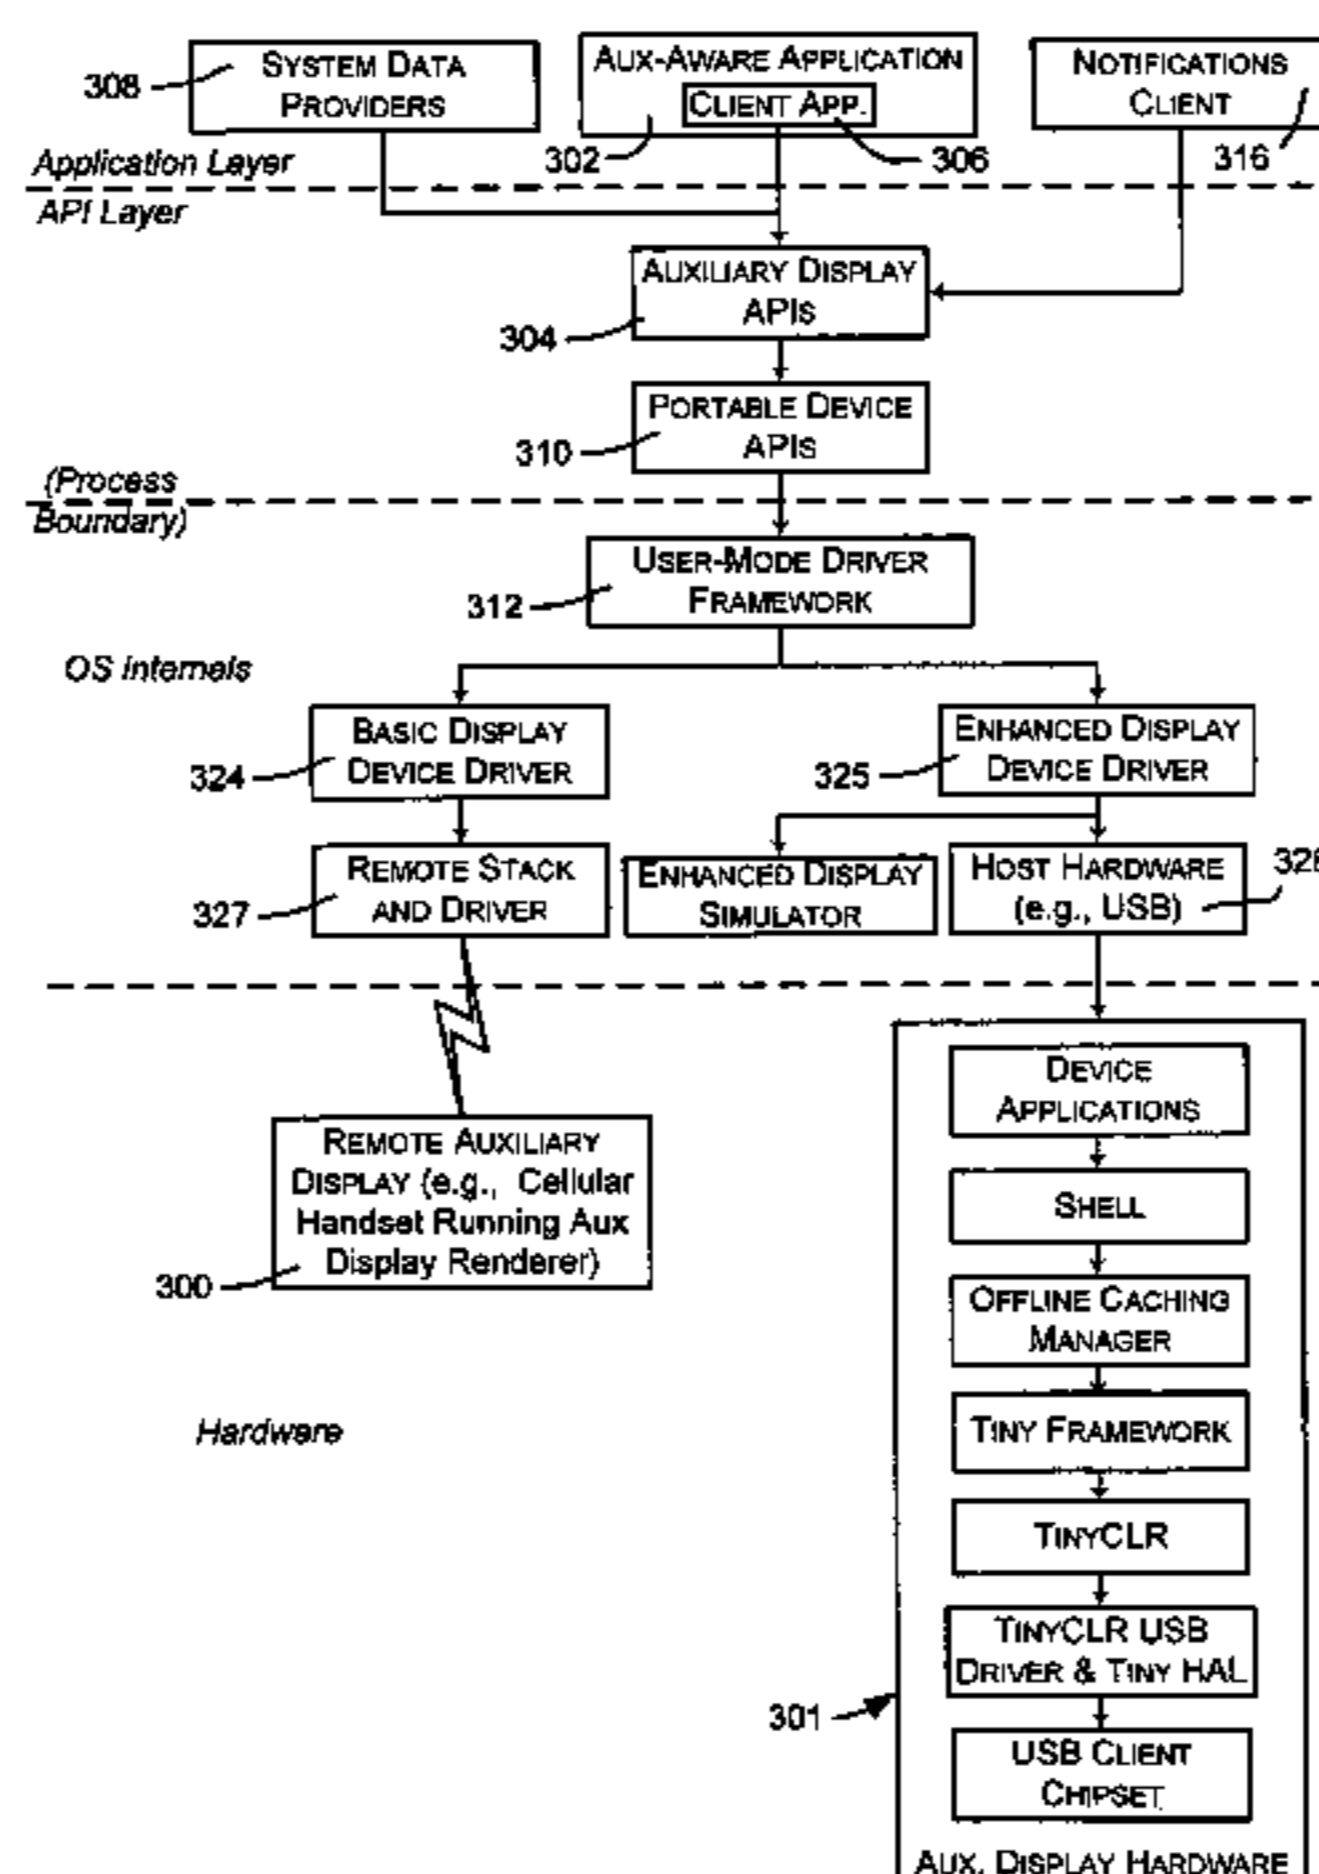 SYSTEM DATA
PROVIDERS
308
AUX-AWARE APPLICATION
CLIENT APP.
302
306
NOTIFICATIONS
CLIENT
316
Application Layer
API Layer
AUXILIARY DISPLAY
APIS
304
PORTABLE DEVICE
APIS
310
(Process
Boundary)
USER-MODE DRIVER
FRAMEWORK
312
OS Internals
BASIC DISPLAY
DEVICE DRIVER
324
ENHANCED DISPLAY
DEVICE DRIVER
325
REMOTE STACK
AND DRIVER
327
ENHANCED DISPLAY
SIMULATOR
HOST HARDWARE
(e.g., USB)
326
REMOTE AUXILIARY
DISPLAY (e.g., Cellular
Handset Running Aux
Display Renderer)
300
Hardware
DEVICE
APPLICATIONS
SHELL
OFFLINE CACHING
MANAGER
TINY FRAMEWORK
TINYCLR
TINYCLR USB
DRIVER & TINY HAL
301
USB CLIENT
CHIPSET
AUX. DISPLAY HARDWARE